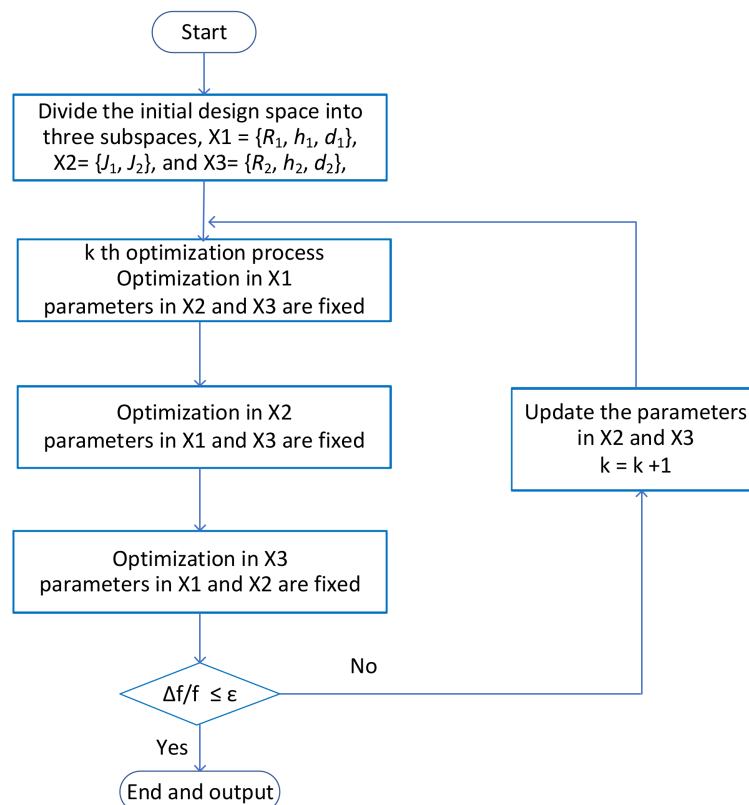 Start
Divide the initial design space into
three subspaces, X1 = {R₁, h₁, d₁},
X2= {J₁, J₂}, and X3= {R₂, h₂, d₂},
k th optimization process
Optimization in X1
parameters in X2 and X3 are fixed
Optimization in X2
parameters in X1 and X3 are fixed
Update the parameters
in X2 and X3
k = k +1
Optimization in X3
parameters in X1 and X2 are fixed
No
Δf/f ≤ ε
Yes
End and output